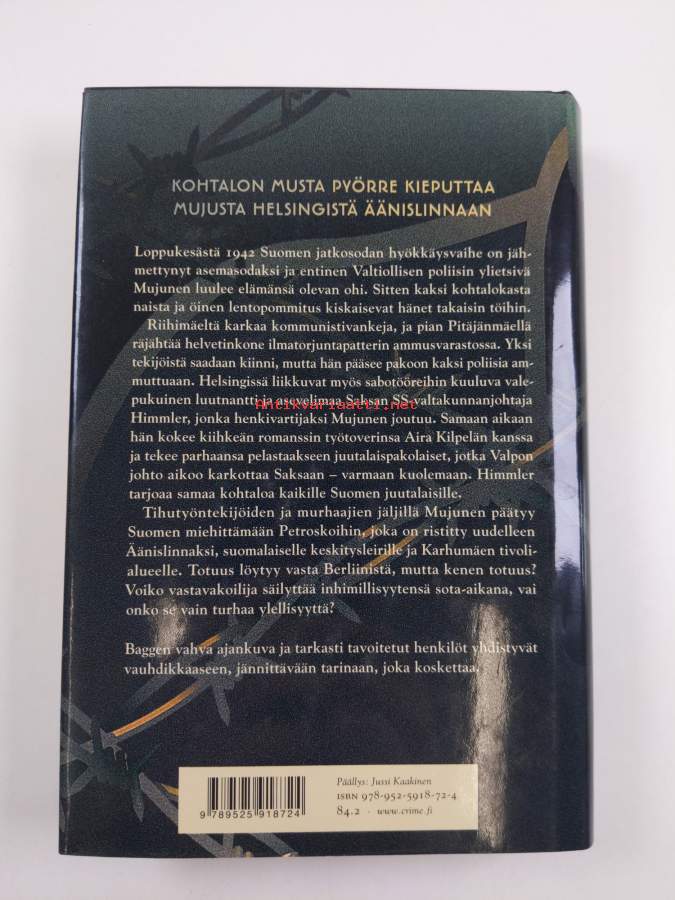 KOHTALON MUSTA PYÖRRE KIEPUTTAA
MUJUSTA HELSINGISTÄ ÄÄNISLINNAAN
Loppukesästä 1942 Suomen jatkosodan hyökkäysvaihe on jäh-
mettynyt asemasodaksi ja entinen Valtiollisen poliisin ylietsivä
Mujunen luulee elämänsä olevan ohi. Sitten kaksi kohtalokasta
naista ja öinen lentopommitus kiskaisevat hänet takaisin töihin.
Riihimäeltä karkaa kommunistivankeja, ja pian Pitäjänmäellä
räjähtää helvetinkone ilmatorjuntapatterin ammusvarastossa. Yksi
tekijöistä saadaan kiinni, mutta hän pääsee pakoon kaksi poliisia am-
muttuaan. Helsingissä liikkuvat myös sabotööreihin kuuluva vale-
pukuinen luutnantti ja asevelimaa Saksan SS-valtakunnanjohtaja
Antikvariaatti.net
Himmler, jonka henkivartijaksi Mujunen joutuu. Samaan aikaan
hän kokee kiihkeän romanssin työtoverinsa Aira Kilpelän kanssa
ja tekee parhaansa pelastaakseen juutalaispakolaiset, jotka Valpon
johto aikoo karkottaa Saksaan – varmaan kuolemaan. Himmler
tarjoaa samaa kohtaloa kaikille Suomen juutalaisille.
Tihutyöntekijöiden ja murhaajien jäljillä Mujunen päätyy
Suomen miehittämään Petroskoihin, joka on ristitty uudelleen
Äänislinnaksi, suomalaiselle keskitysleirille ja Karhumäen tivoli-
alueelle. Totuus löytyy vasta Berliinistä, mutta kenen totuus?
Voiko vastavakoilija säilyttää inhimillisyytensä sota-aikana, vai
onko se vain turhaa ylellisyyttä?
Baggen vahva ajankuva ja tarkasti tavoitetut henkilöt yhdistyvät
vauhdikkaaseen, jännittävään tarinaan, joka koskettaa.
Päällys: Jussi Kaakinen
ISBN 978-952-5918-72-4
84.2 · www.crime.fi
9 789525 918724